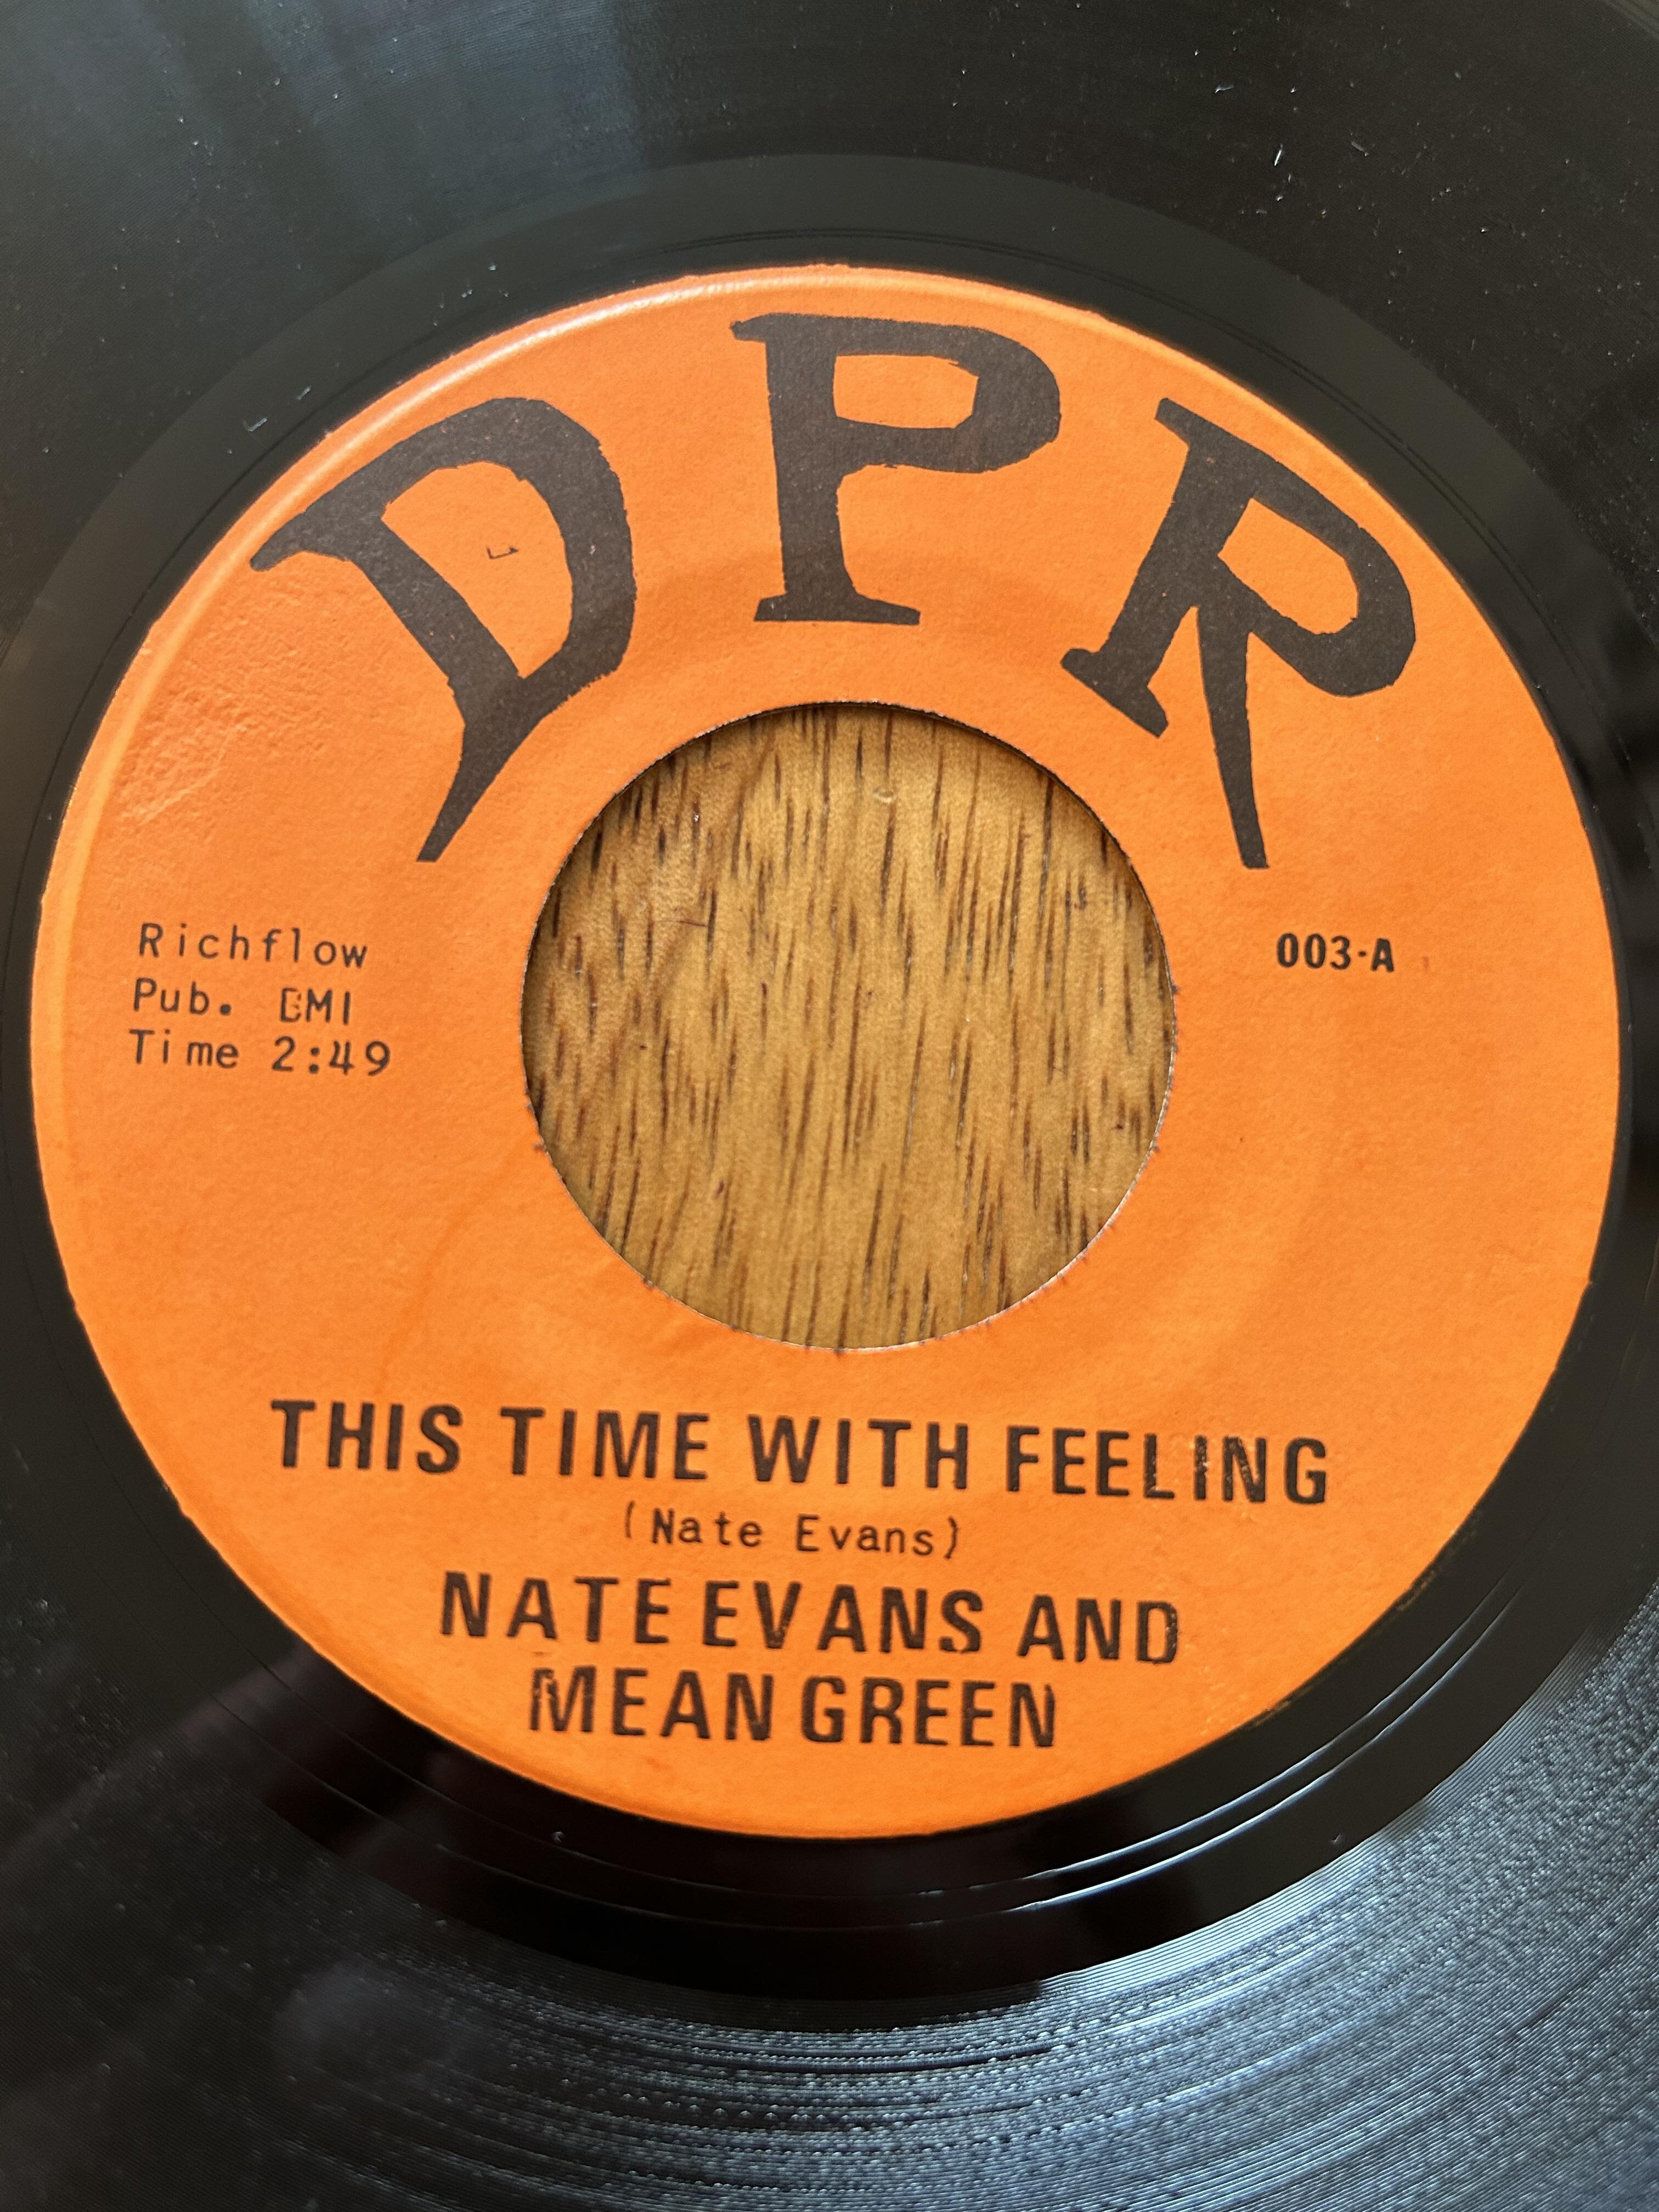 DPR
Richflow
Pub. BMI
Time 2:49
003-A
THIS TIME WITH FEELING
(Nate Evans)
NATE EVANS AND
MEAN GREEN